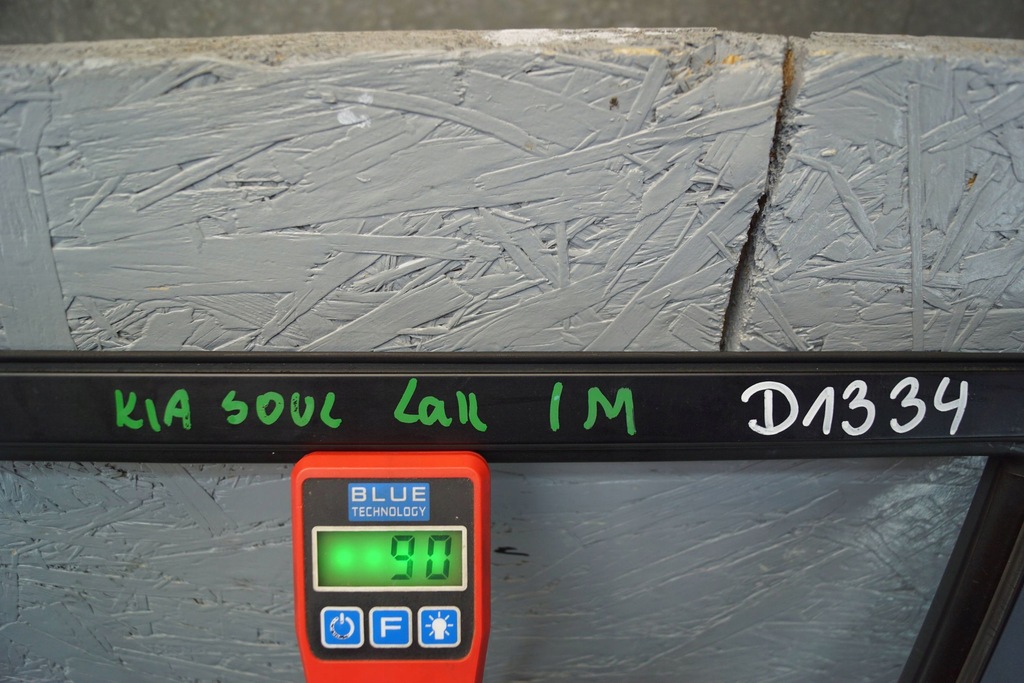 KIA SOUL Lall 1M D1334
BLUE
TECHNOLOGY
90
F